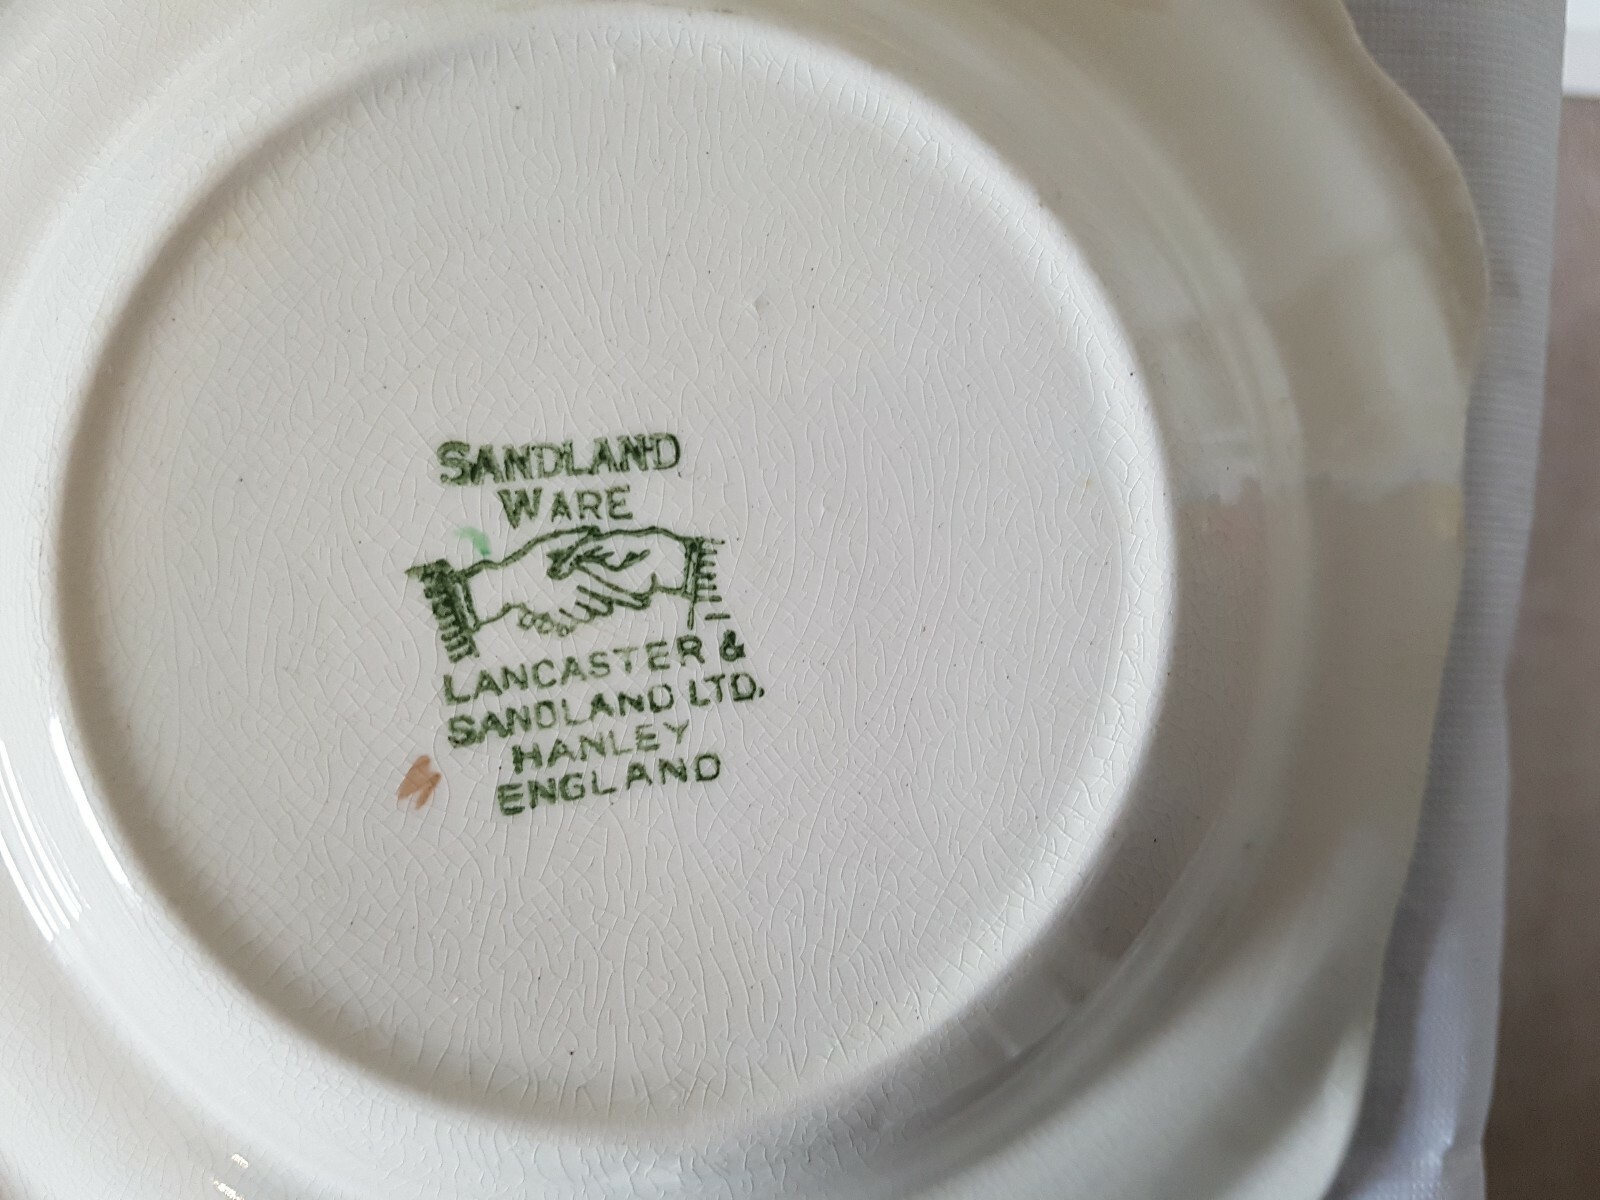 SANDLAND
WARE
LANCASTER &
SANDLAND LTD.
HANLEY
ENGLAND